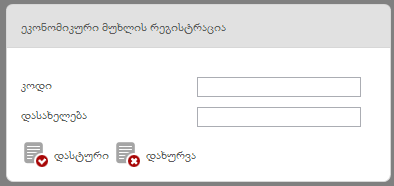 ეკონომიკური მუხლის რეგისტრაცია
კოდი
დასახელება
დასტური დახურვა